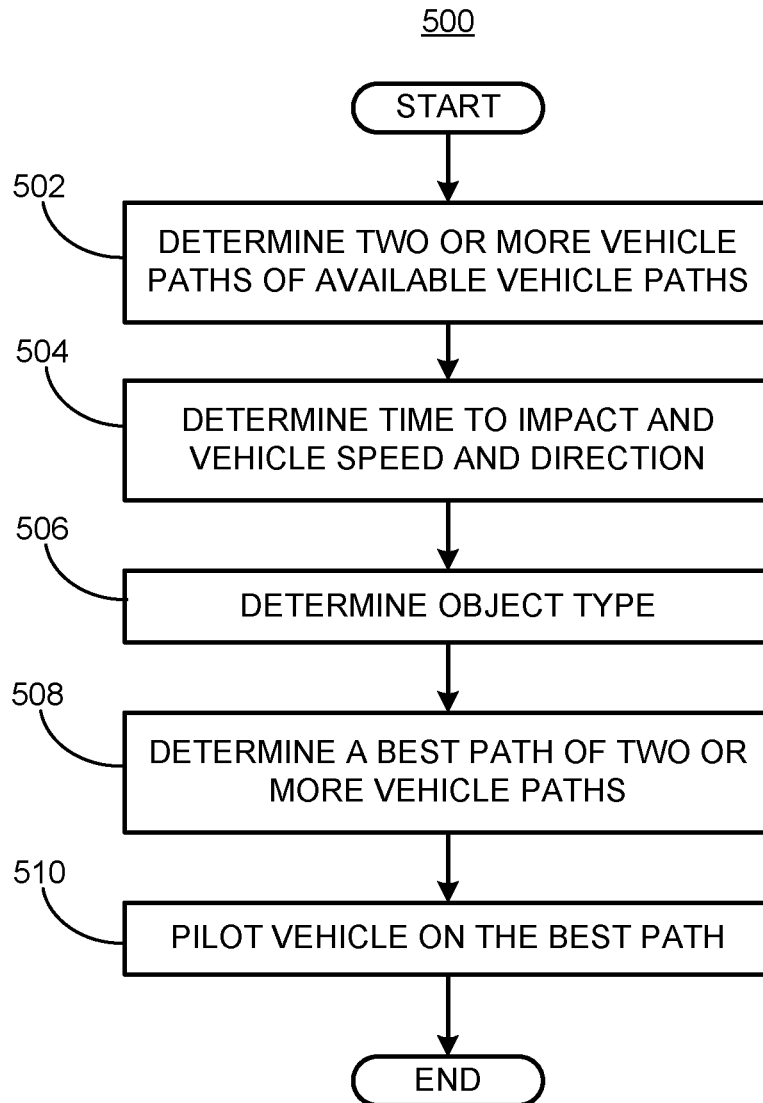 500
START
502
DETERMINE TWO OR MORE VEHICLE
PATHS OF AVAILABLE VEHICLE PATHS
504
DETERMINE TIME TO IMPACT AND
VEHICLE SPEED AND DIRECTION
506
DETERMINE OBJECT TYPE
508
DETERMINE A BEST PATH OF TWO OR
MORE VEHICLE PATHS
510
PILOT VEHICLE ON THE BEST PATH
END